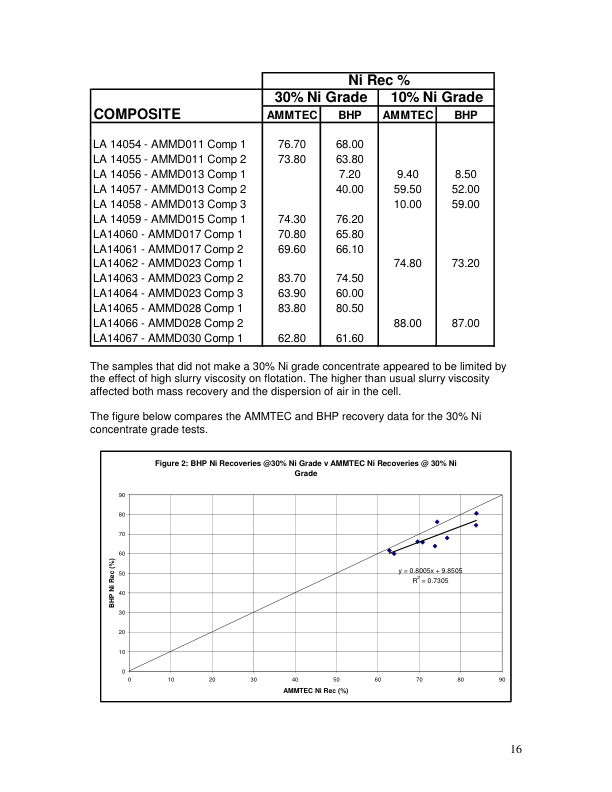 Ni Rec %
30% Ni Grade 10% Ni Grade
COMPOSITE AMMTEC BHP AMMTEC BHP
LA 14054 - AMMD011 Comp 1 76.70 68.00
LA 14055 - AMMD011 Comp 2 73.80 63.80
LA 14056 - AMMD013 Comp 1 7.20 9.40 8.50
LA 14057 - AMMD013 Comp 2 40.00 59.50 52.00
LA 14058 - AMMD013 Comp 3 10.00 59.00
LA 14059 - AMMD015 Comp 1 74.30 76.20
LA14060 - AMMD017 Comp 1 70.80 65.80
LA14061 - AMMD017 Comp 2 69.60 66.10
LA14062 - AMMD023 Comp 1 74.80 73.20
LA14063 - AMMD023 Comp 2 83.70 74.50
LA14064 - AMMD023 Comp 3 63.90 60.00
LA14065 - AMMD028 Comp 1 83.80 80.50
LA14066 - AMMD028 Comp 2 88.00 87.00
LA14067 - AMMD030 Comp 1 62.80 61.60
The samples that did not make a 30% Ni grade concentrate appeared to be limited by
the effect of high slurry viscosity on flotation. The higher than usual slurry viscosity
affected both mass recovery and the dispersion of air in the cell.
The figure below compares the AMMTEC and BHP recovery data for the 30% Ni
concentrate grade tests.
Figure 2: BHP Ni Recoveries @30% Ni Grade v AMMTEC Ni Recoveries @ 30% Ni
Grade
90
80
70
60
50
40
30
20
10
0
BHP Ni Rec (%)
y = 0.8005x + 9.8505
R² = 0.7305
0 10 20 30 40 50 60 70 80 90
AMMTEC Ni Rec (%)
16